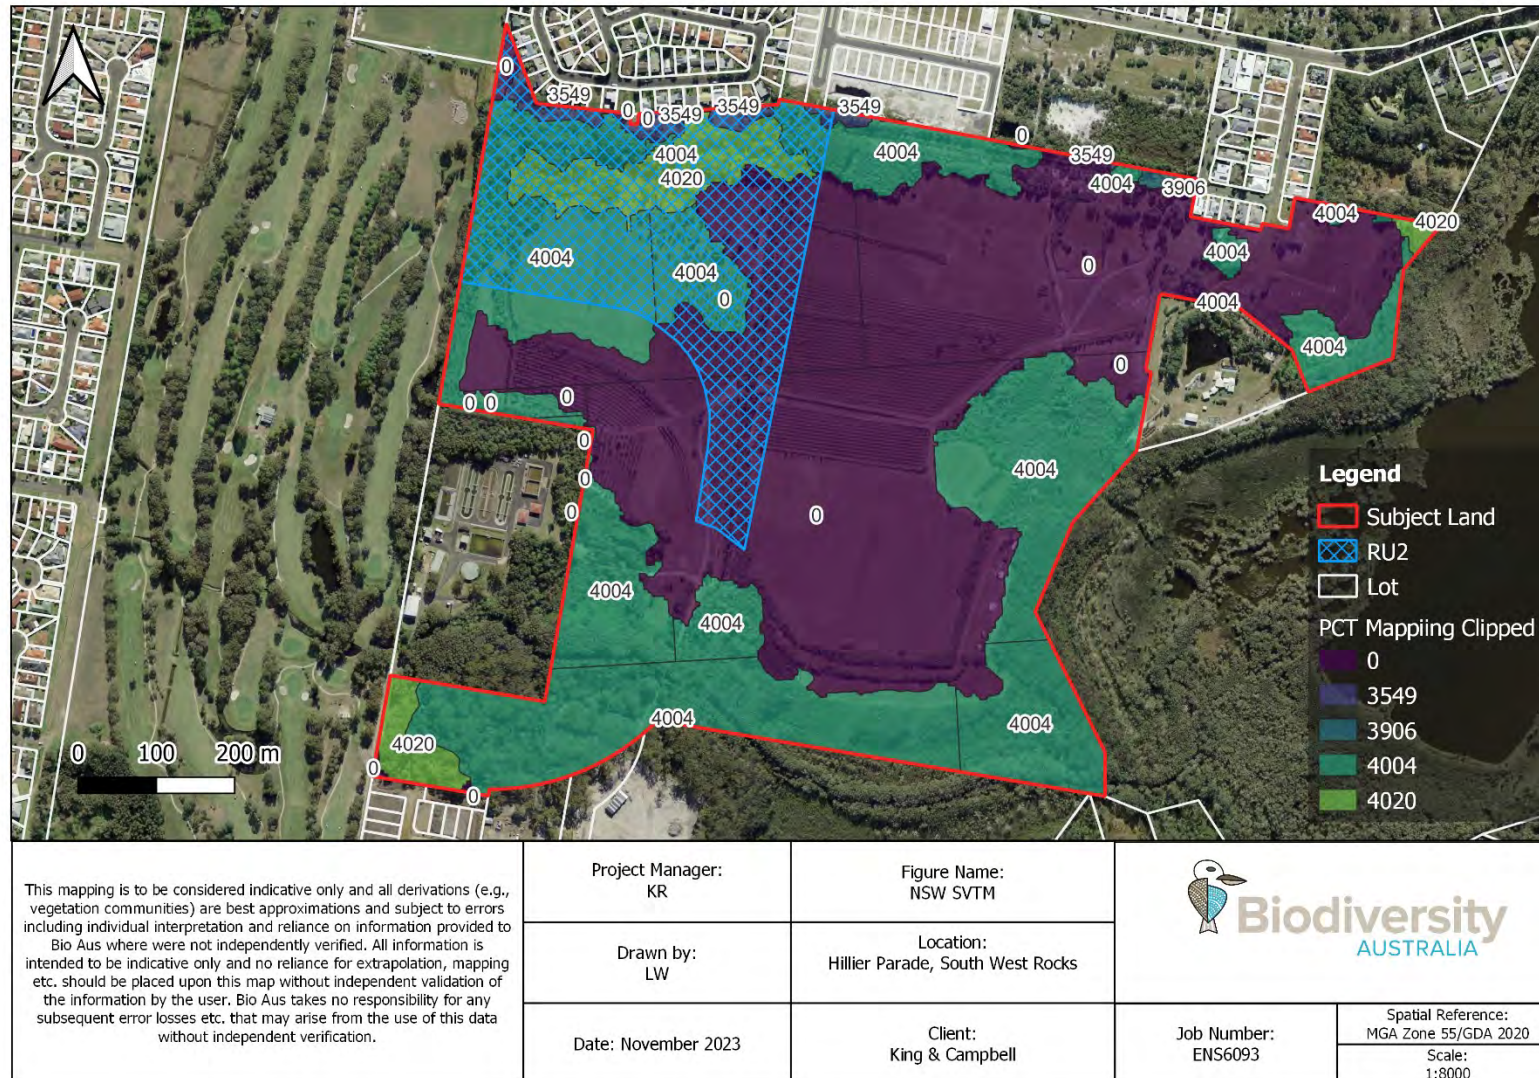 0
3549
0
0
3549
3549
3549
0
3549
4004
4004
3906
4004
4020
4004
4020
4004
4004
4004
0
4004
0
4004
4004
0
0
0
0
0
4004
0
0
0
4004
4004
4004
4004
4020
0
0
0 100 200 m
Legend
Subject Land
RU2
Lot
PCT Mappiing Clipped
0
3549
3906
4004
4020
This mapping is to be considered indicative only and all derivations (e.g.,
vegetation communities) are best approximations and subject to errors
including individual interpretation and reliance on information provided to
Bio Aus where were not independently verified. All information is
intended to be indicative only and no reliance for extrapolation, mapping
etc. should be placed upon this map without independent validation of
the information by the user. Bio Aus takes no responsibility for any
subsequent error losses etc. that may arise from the use of this data
without independent verification.
Project Manager:
KR
Figure Name:
NSW SVTM
Drawn by:
LW
Location:
Hillier Parade, South West Rocks
Date: November 2023
Client:
King & Campbell
Biodiversity
AUSTRALIA
Job Number:
ENS6093
Spatial Reference:
MGA Zone 55/GDA 2020
Scale:
1:8000